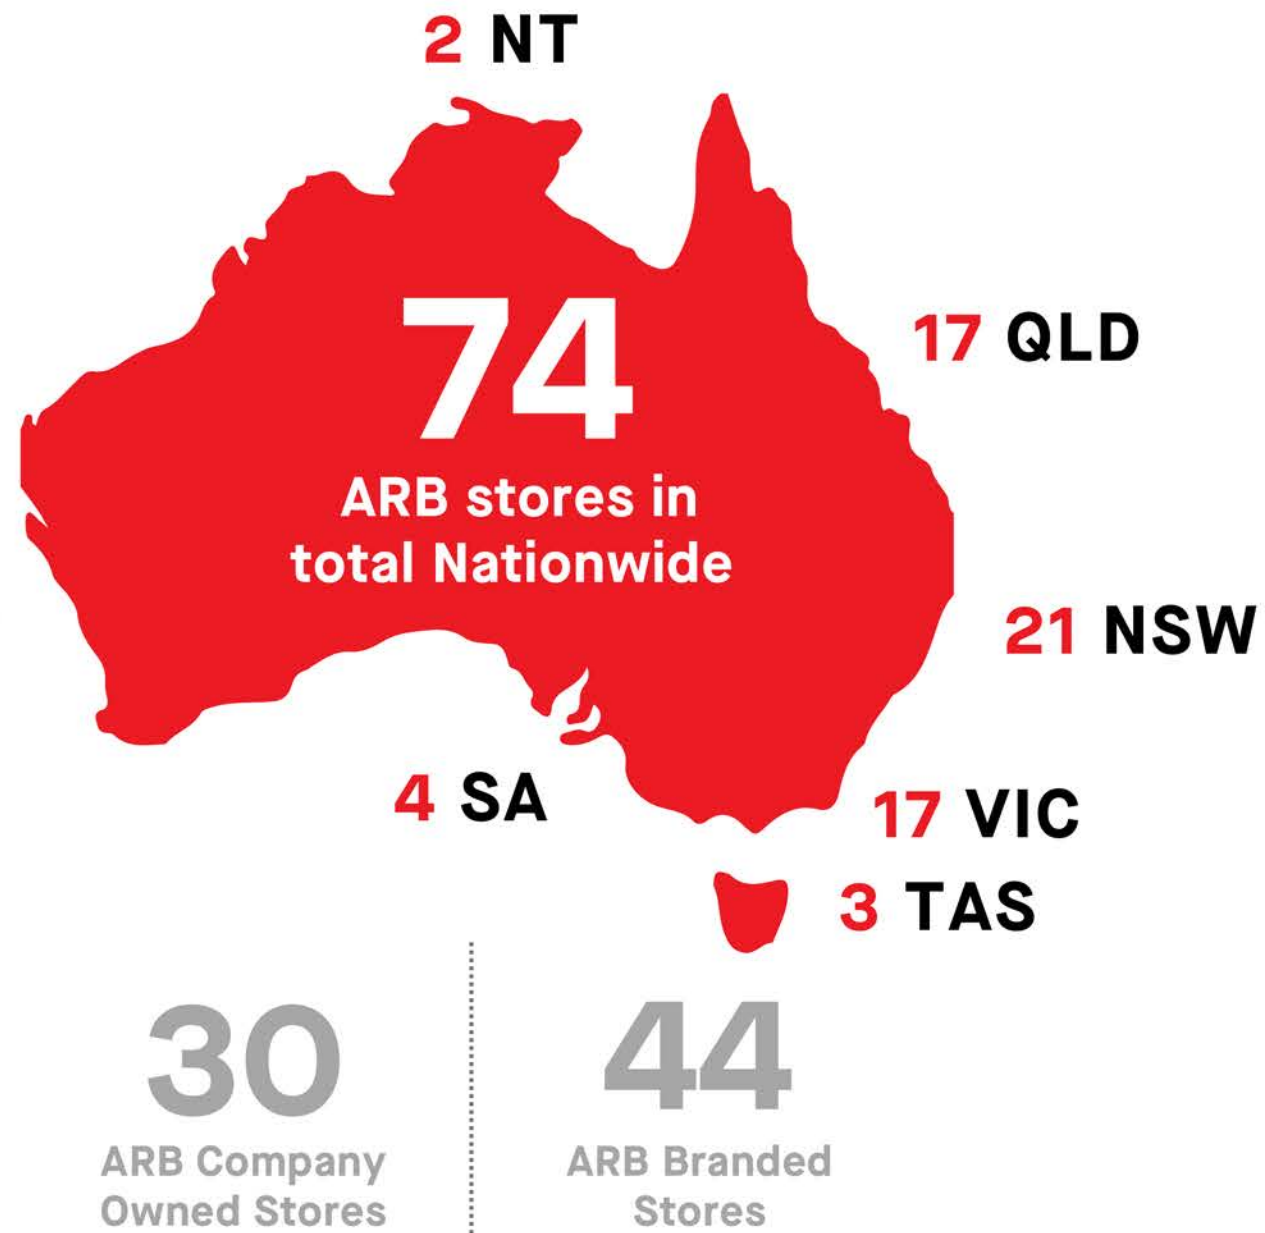 2 NT
74
ARB stores in
total Nationwide
17 QLD
21 NSW
4 SA
17 VIC
3 TAS
30
ARB Company
Owned Stores
44
ARB Branded
Stores